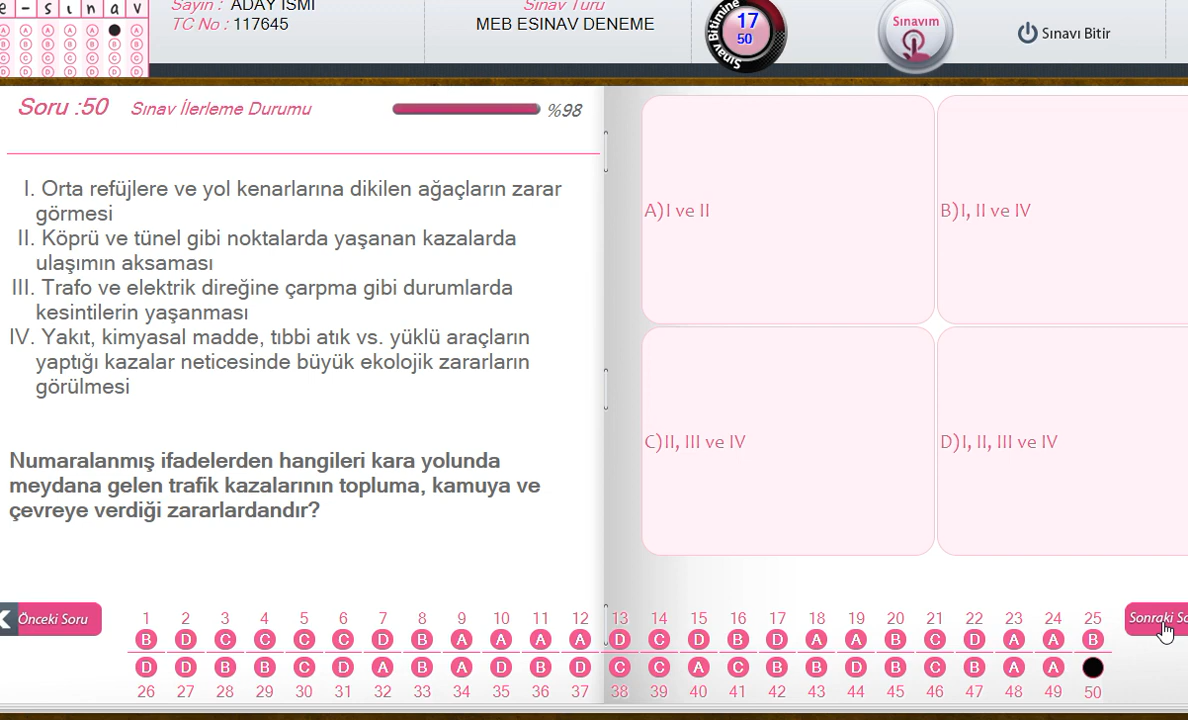 e - s ı n a v
Sayın : ADAY İSMİ
TC No : 117645
Sınav Türü
MEB ESINAV DENEME
Sınav Bitimine
17
50
Sınavım
Sınavı Bitir
Soru :50 Sınav İlerleme Durumu %98
I. Orta refüjlere ve yol kenarlarına dikilen ağaçların zarar
görmesi
II. Köprü ve tünel gibi noktalarda yaşanan kazalarda
ulaşımın aksaması
III. Trafo ve elektrik direğine çarpma gibi durumlarda
kesintilerin yaşanması
IV. Yakıt, kimyasal madde, tıbbi atık vs. yüklü araçların
yaptığı kazalar neticesinde büyük ekolojik zararların
görülmesi
Numaralanmış ifadelerden hangileri kara yolunda
meydana gelen trafik kazalarının topluma, kamuya ve
çevreye verdiği zararlardandır?
A)I ve II
B)I, II ve IV
C)II, III ve IV
D)I, II, III ve IV
Önceki Soru
1 2 3 4 5 6 7 8 9 10 11 12 13 14 15 16 17 18 19 20 21 22 23 24 25
B D C C C C D B A A A A D C D B D A A B C D A A B
D D B B C D A B A D B D C C A C B B D B C B A A
26 27 28 29 30 31 32 33 34 35 36 37 38 39 40 41 42 43 44 45 46 47 48 49 50
Sonraki So